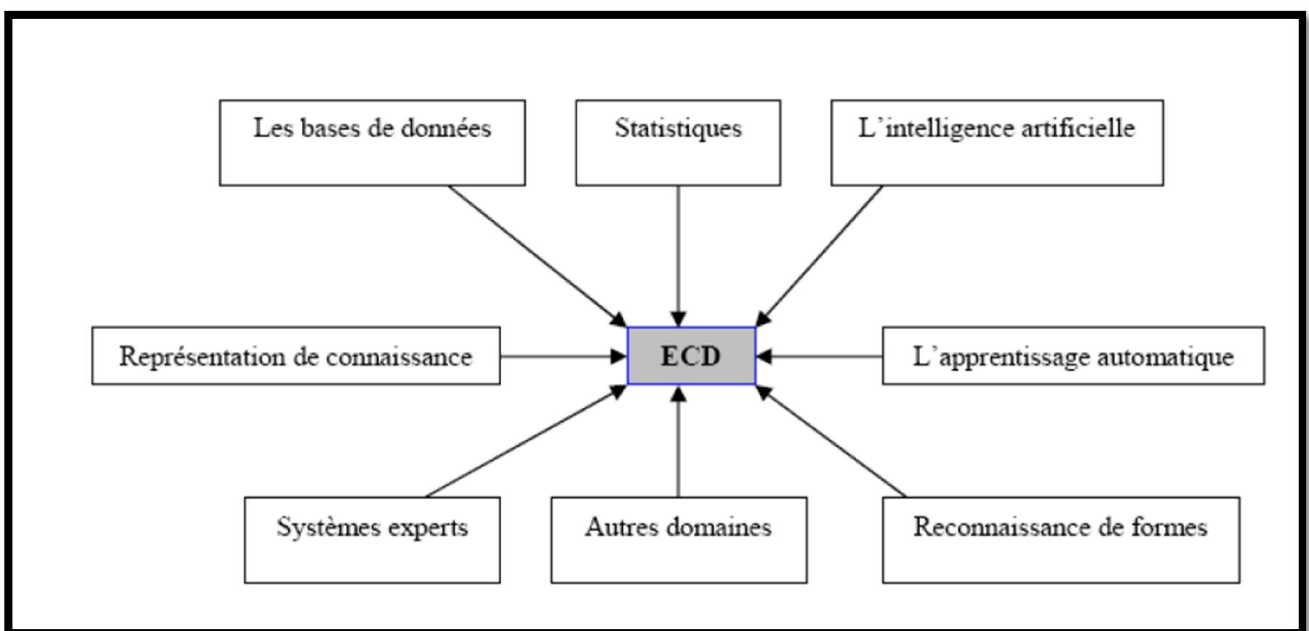 Les bases de données
Statistiques
L’intelligence artificielle
Représentation de connaissance
ECD
L’apprentissage automatique
Systèmes experts
Autres domaines
Reconnaissance de formes